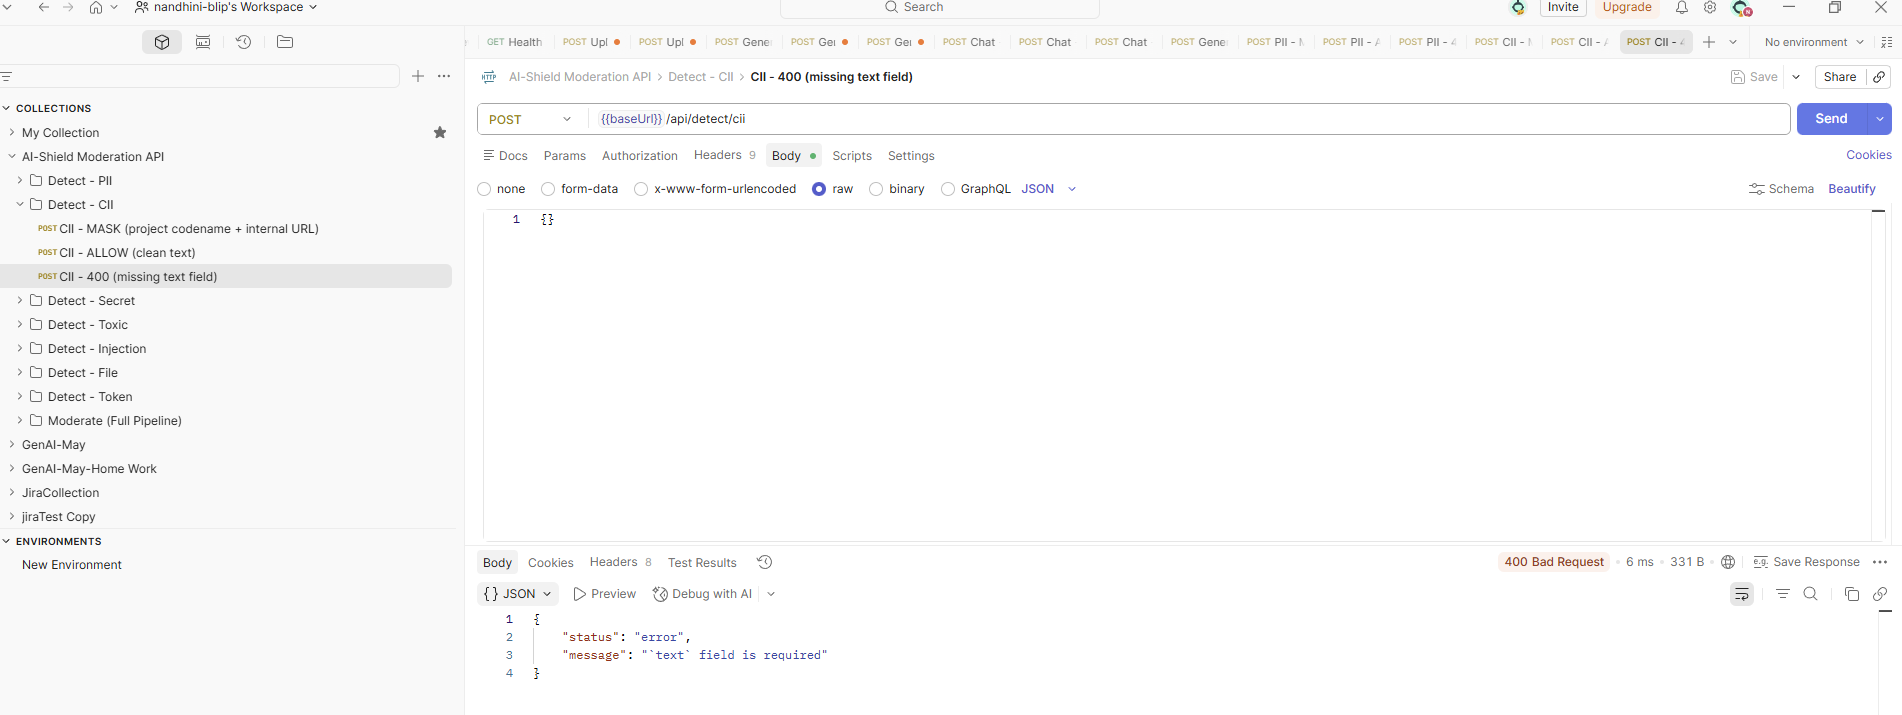 nandhini-blip's Workspace
Search
Invite
Upgrade
GET Health
POST Upl
POST Upl
POST Gene
POST Ger
POST Ger
POST Chat
POST Chat
POST Chat
POST Gene
POST PII -
POST PII -
POST PII -
POST CII -
POST CII -
POST CII -
No environment
HTTP
AI-Shield Moderation API > Detect - CII > CII - 400 (missing text field)
Save
Share
POST
{{baseUrl}} /api/detect/cii
Send
Docs
Params
Authorization
Headers 9
Body
Scripts
Settings
Cookies
none
form-data
x-www-form-urlencoded
raw
binary
GraphQL
JSON
Schema
Beautify
1 {}
COLLECTIONS
My Collection
AI-Shield Moderation API
Detect - PII
Detect - CII
POST CII - MASK (project codename + internal URL)
POST CII - ALLOW (clean text)
POST CII - 400 (missing text field)
Detect - Secret
Detect - Toxic
Detect - Injection
Detect - File
Detect - Token
Moderate (Full Pipeline)
GenAI-May
GenAI-May-Home Work
JiraCollection
jiraTest Copy
ENVIRONMENTS
New Environment
Body
Cookies
Headers 8
Test Results
400 Bad Request
6 ms
331 B
e.g.
Save Response
{} JSON
Preview
Debug with AI
1 {
2 "status": "error",
3 "message": "`text` field is required"
4 }